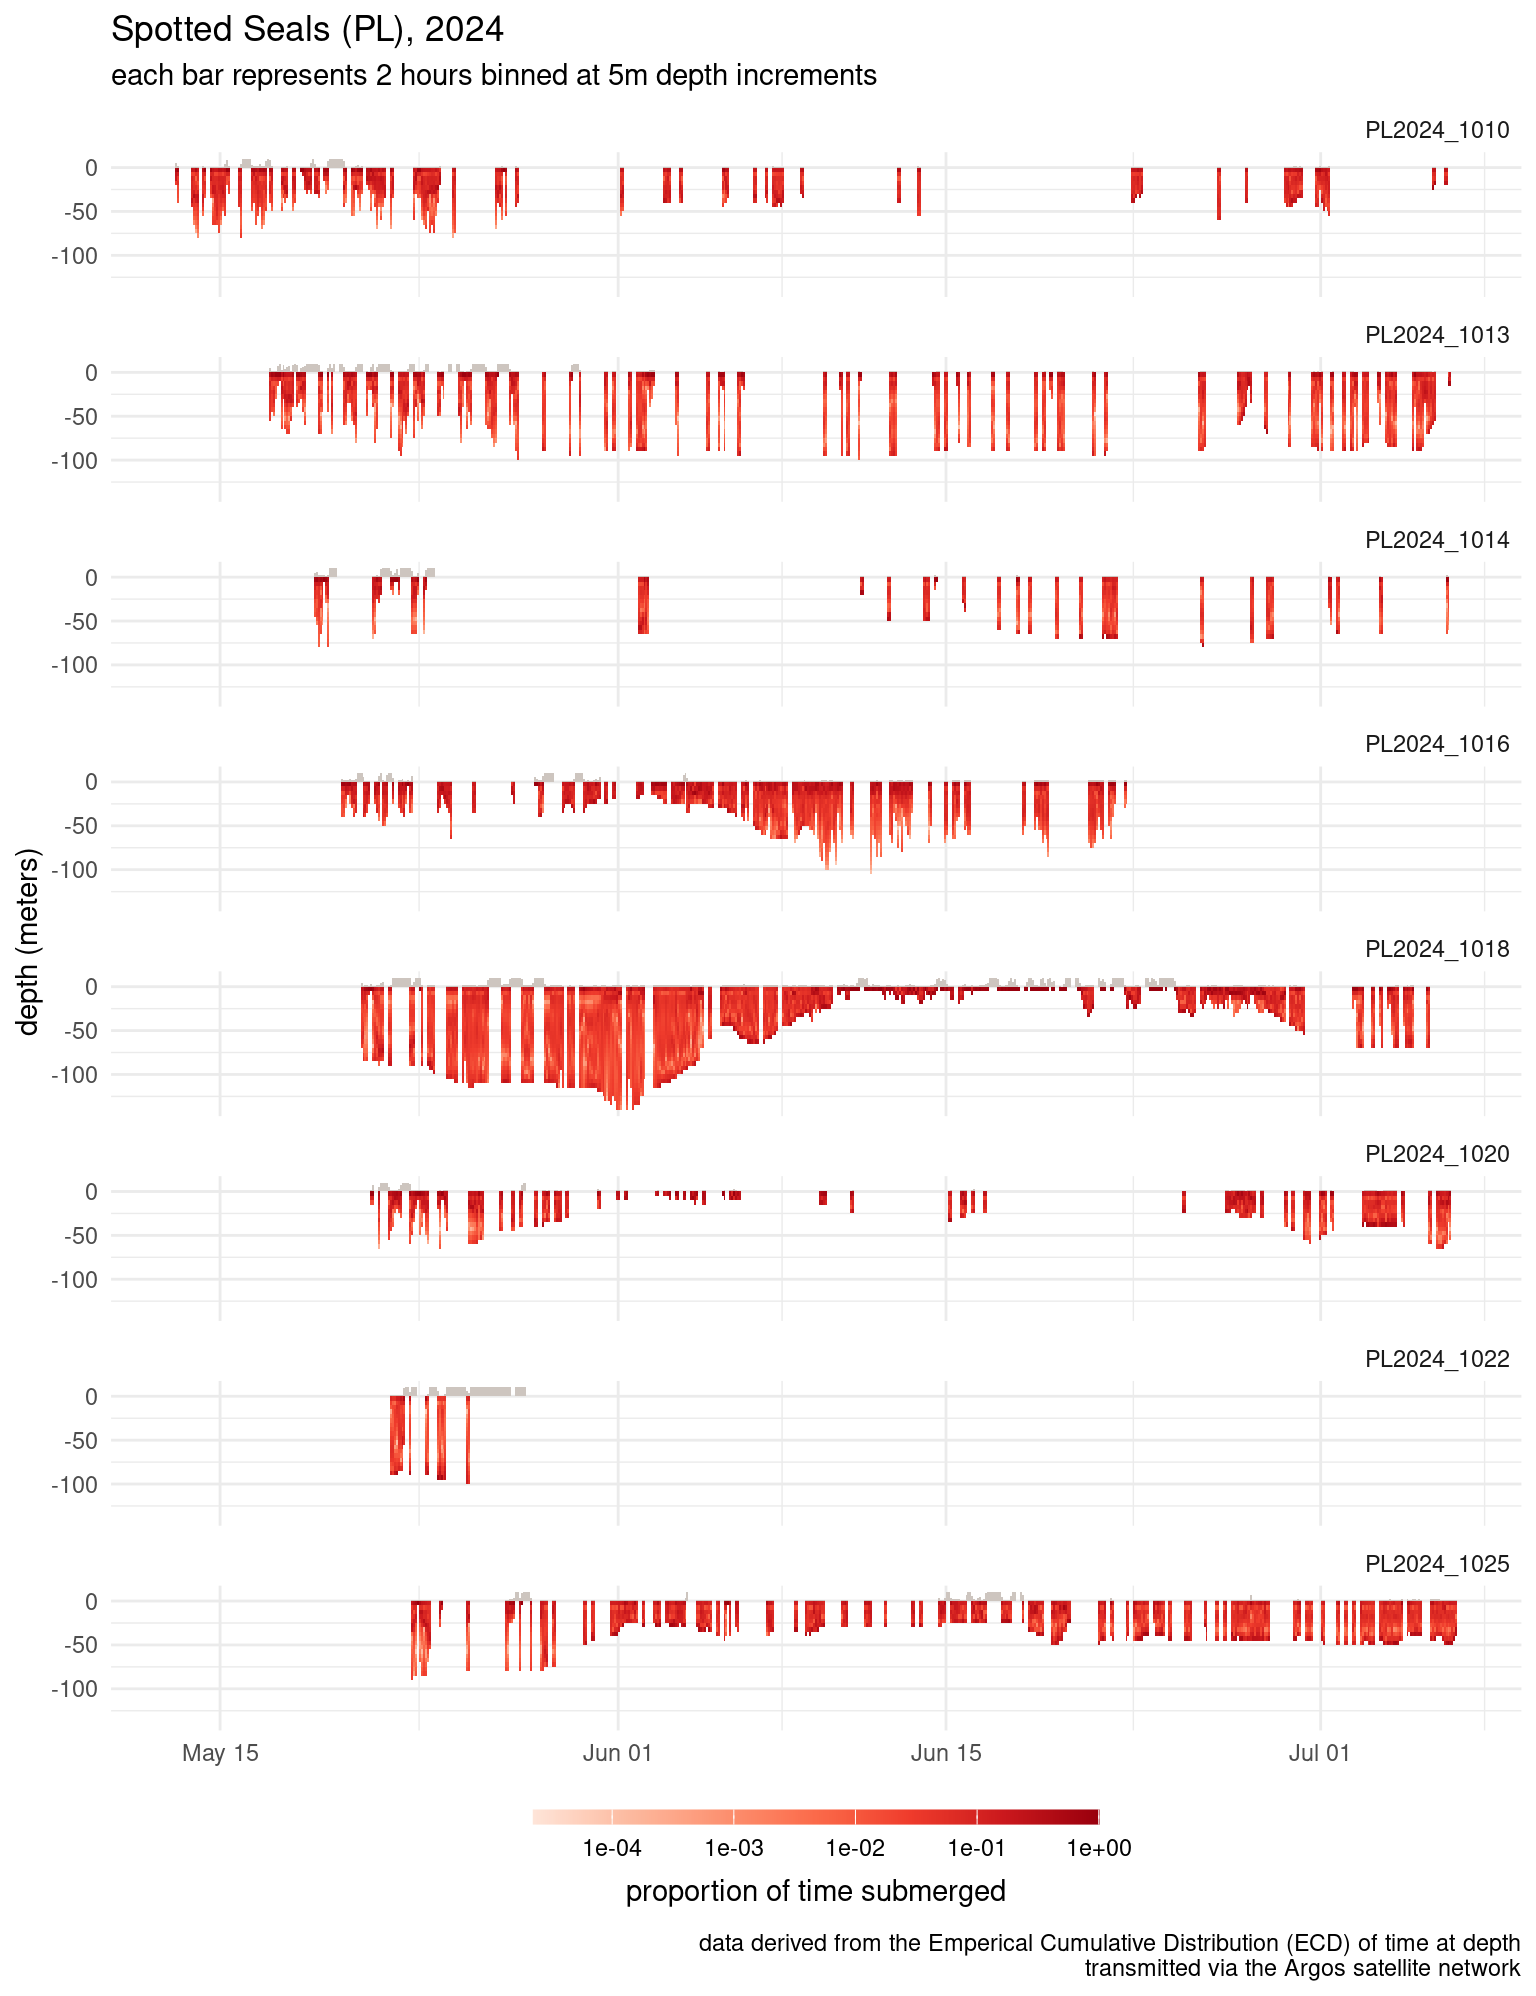 Spotted Seals (PL), 2024
each bar represents 2 hours binned at 5m depth increments
PL2024_1010
0
-50
-100
PL2024_1013
0
-50
-100
PL2024_1014
0
-50
-100
PL2024_1016
0
-50
-100
depth (meters)
PL2024_1018
0
-50
-100
PL2024_1020
0
-50
-100
PL2024_1022
0
-50
-100
PL2024_1025
0
-50
-100
May 15 Jun 01 Jun 15 Jul 01
1e-04 1e-03 1e-02 1e-01 1e+00
proportion of time submerged
data derived from the Emperical Cumulative Distribution (ECD) of time at depth
transmitted via the Argos satellite network